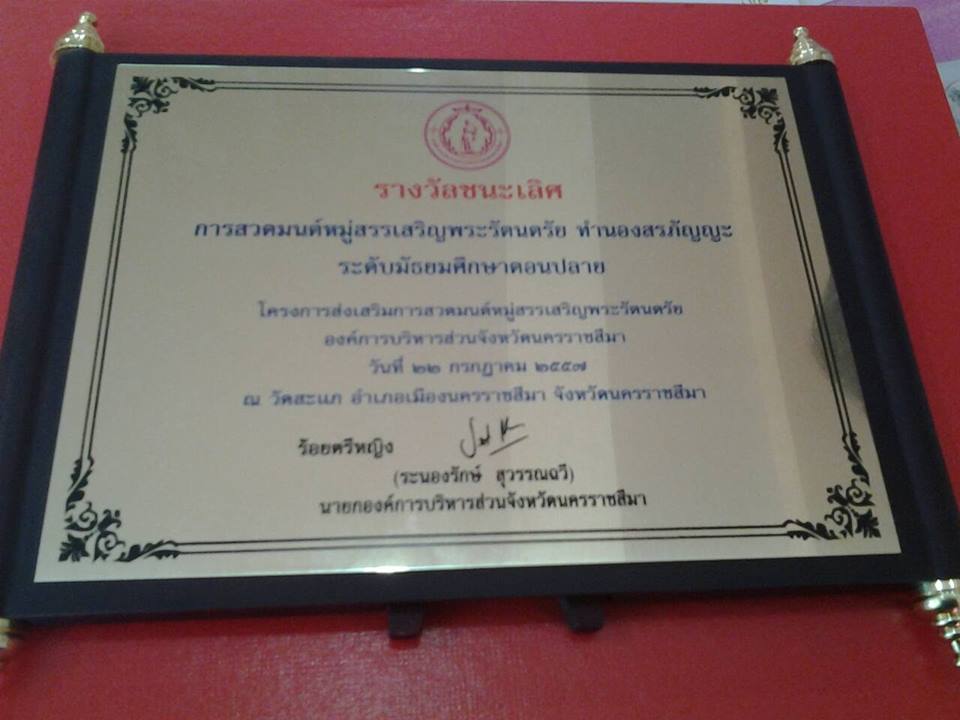 รางวัลชนะเลิศ
การสวดมนต์หมู่สรรเสริญพระรัตนตรัย ทำนองสรภัญญะ
ระดับมัธยมศึกษาตอนปลาย
โครงการส่งเสริมการสวดมนต์หมู่สรรเสริญพระรัตนตรัย
องค์การบริหารส่วนจังหวัดนครราชสีมา
วันที่ ๒๒ กรกฎาคม ๒๕๕๗
ณ วัดสะแก อำเภอเมืองนครราชสีมา จังหวัดนครราชสีมา
ร้อยตรีหญิง
(ระนองรักษ์ สุวรรณฉวี)
นายกองค์การบริหารส่วนจังหวัดนครราชสีมา